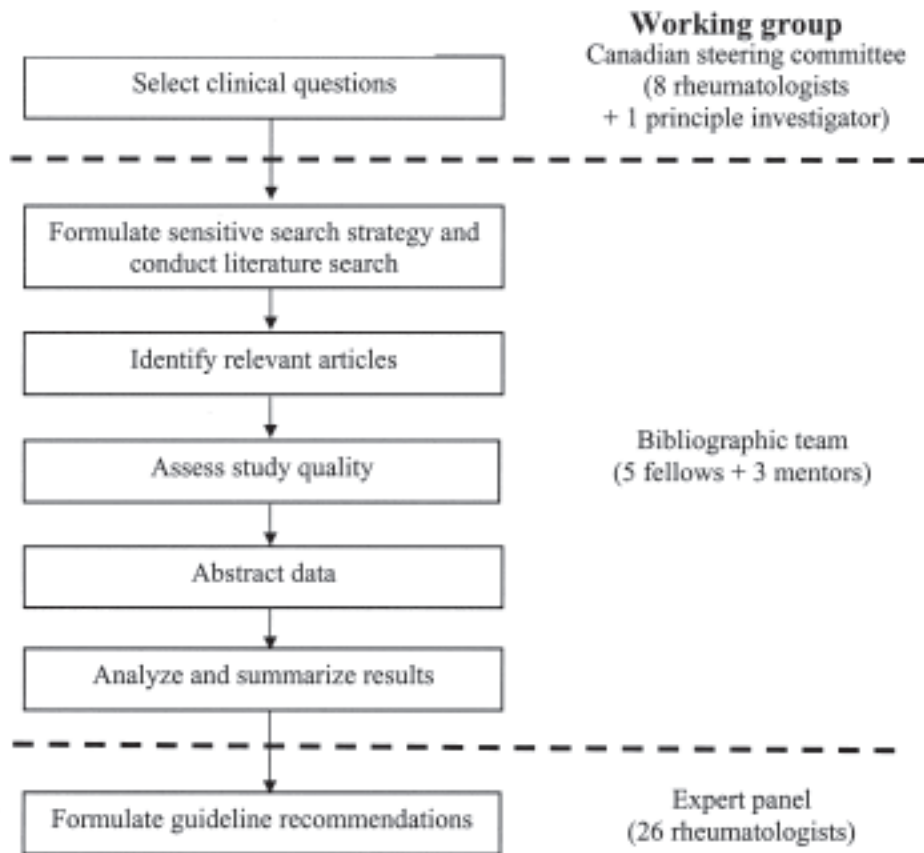 Working group
Canadian steering committee
(8 rheumatologists
+ 1 principle investigator)
Select clinical questions
Formulate sensitive search strategy and
conduct literature search
Identify relevant articles
Assess study quality
Bibliographic team
(5 fellows + 3 mentors)
Abstract data
Analyze and summarize results
Formulate guideline recommendations
Expert panel
(26 rheumatologists)